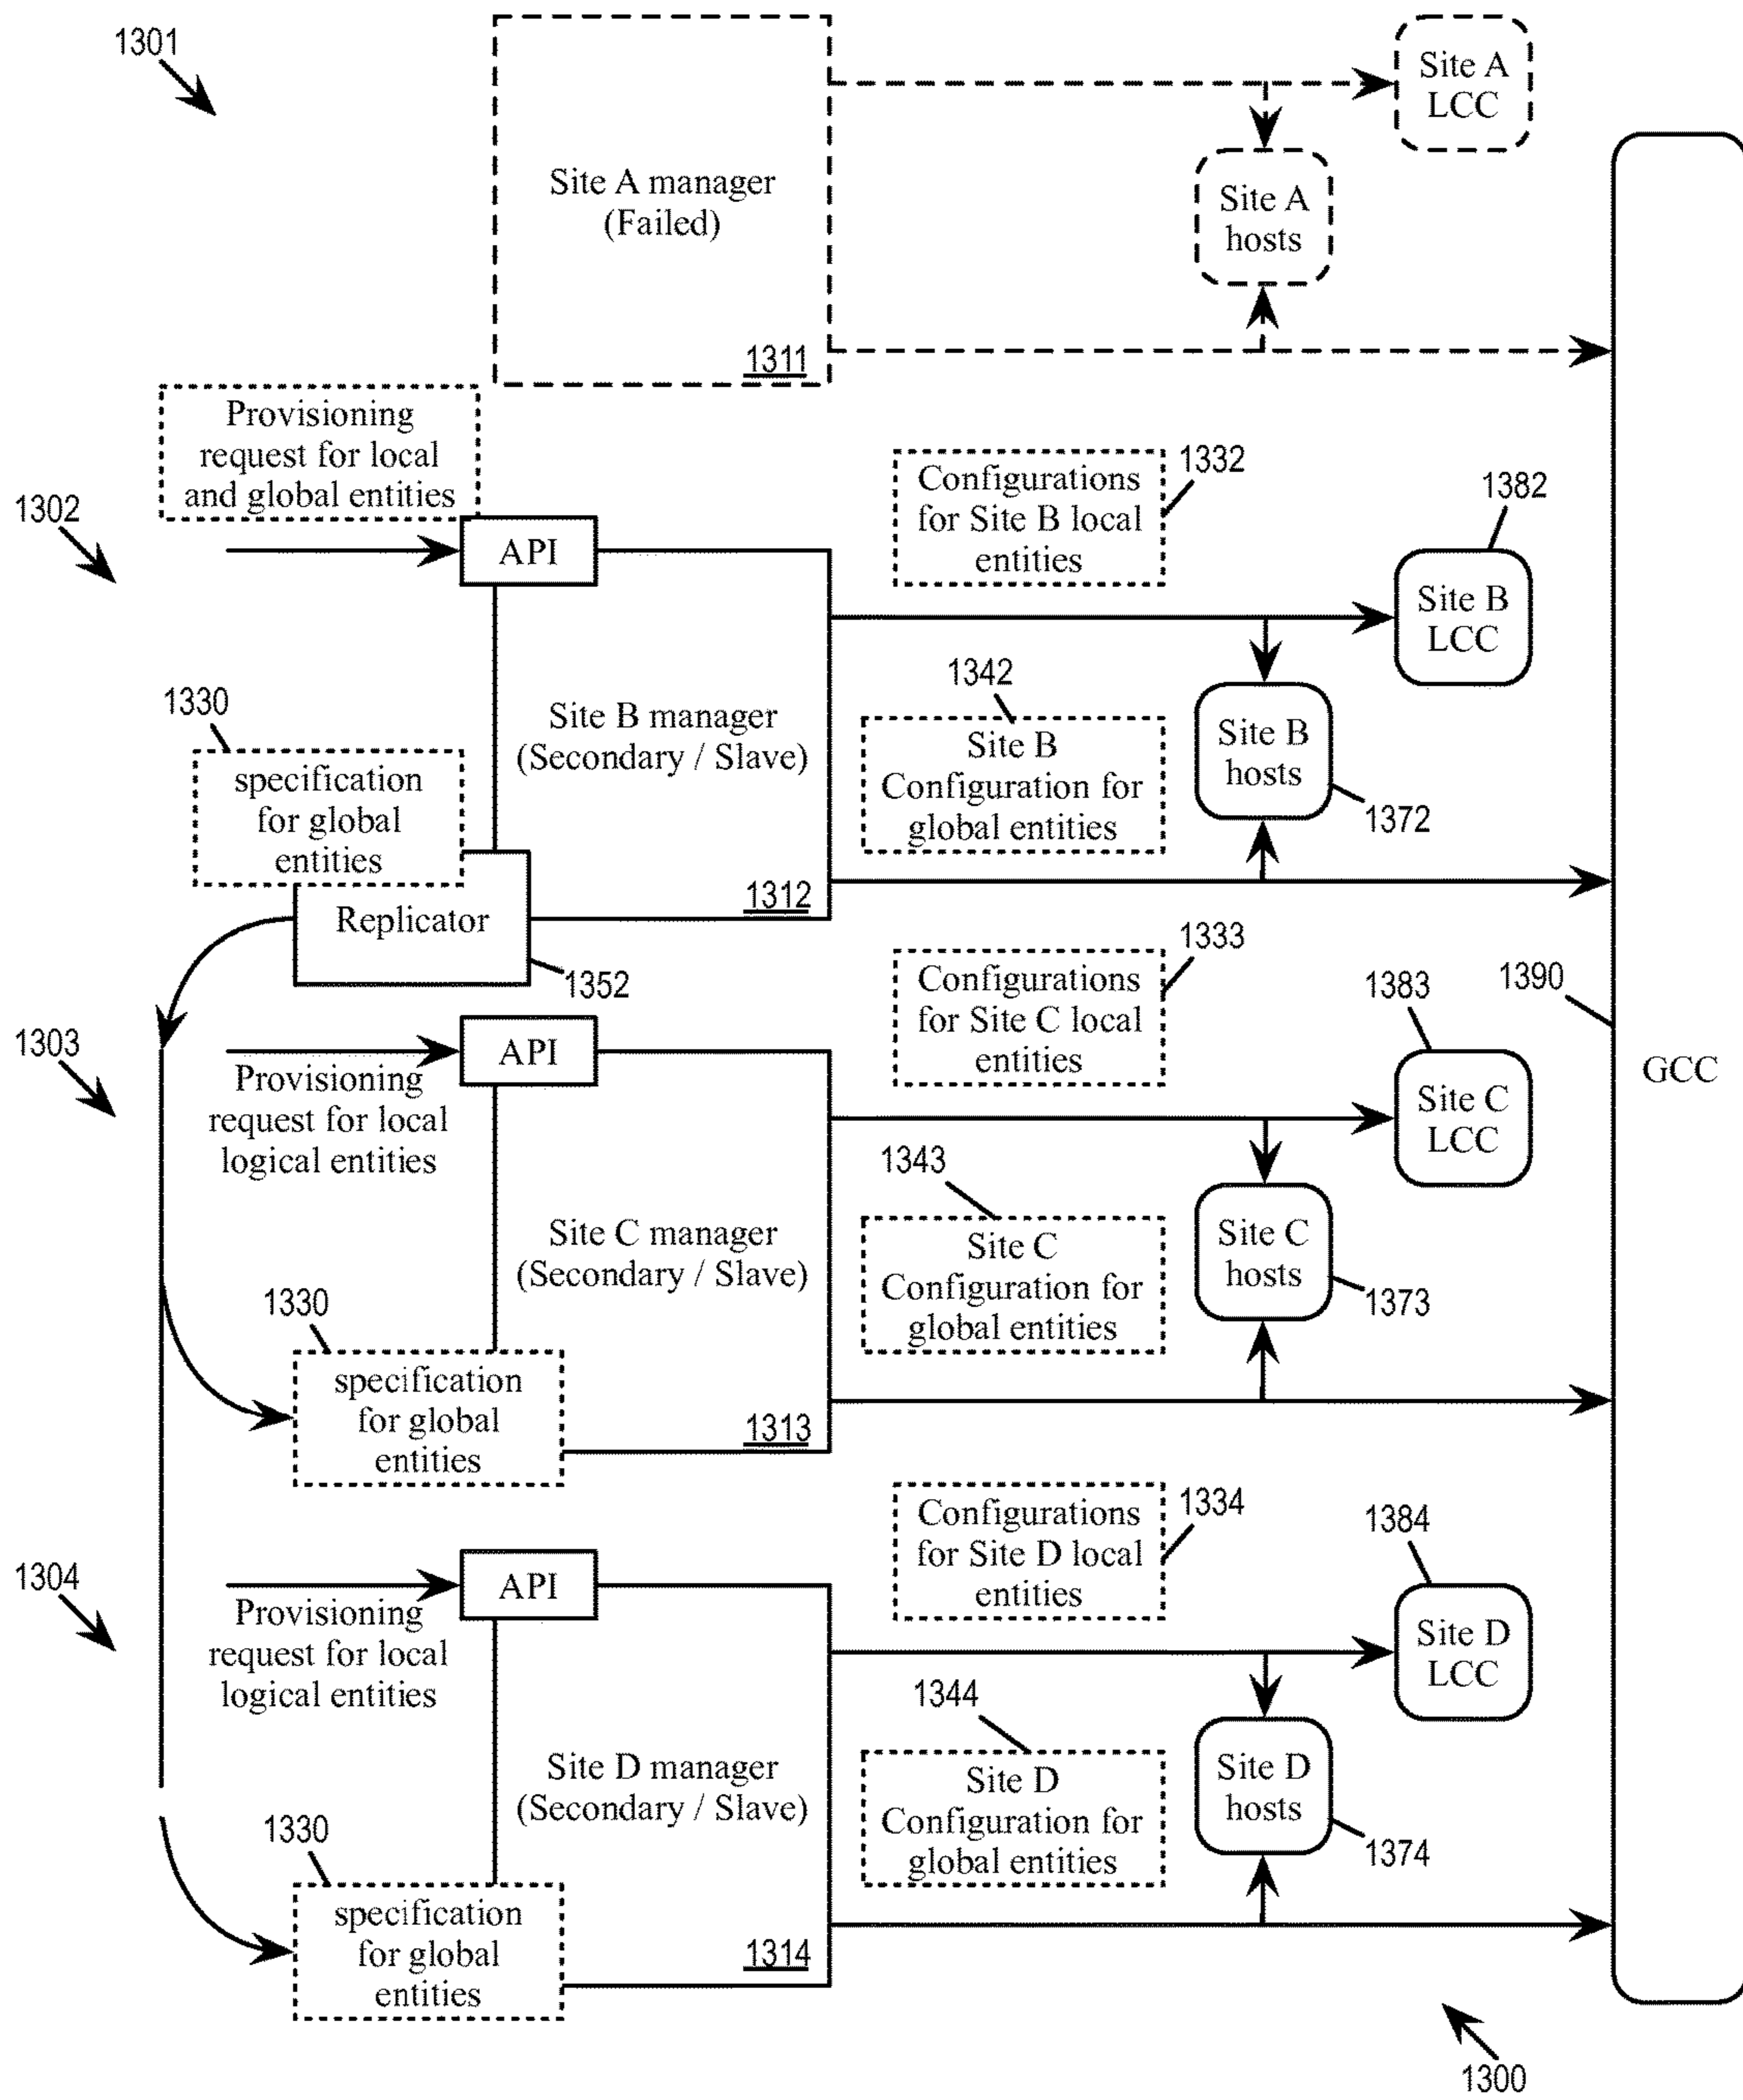 1301
Site A manager
(Failed)
1311
Site A
LCC
Site A
hosts
Provisioning
request for local
and global entities
1302
API
Configurations
for Site B local
entities
1332
1382
Site B
LCC
1330
specification
for global
entities
Site B manager
(Secondary / Slave)
1342
Site B
Configuration for
global entities
Site B
hosts
1372
1312
Replicator
1352
1303
API
Provisioning
request for local
logical entities
Configurations
for Site C local
entities
1333
1383
Site C
LCC
1390
GCC
Site C manager
(Secondary / Slave)
1343
Site C
Configuration for
global entities
Site C
hosts
1373
1330
specification
for global
entities
1313
1304
API
Provisioning
request for local
logical entities
Configurations
for Site D local
entities
1334
1384
Site D
LCC
Site D manager
(Secondary / Slave)
1344
Site D
Configuration for
global entities
Site D
hosts
1374
1330
specification
for global
entities
1314
1300